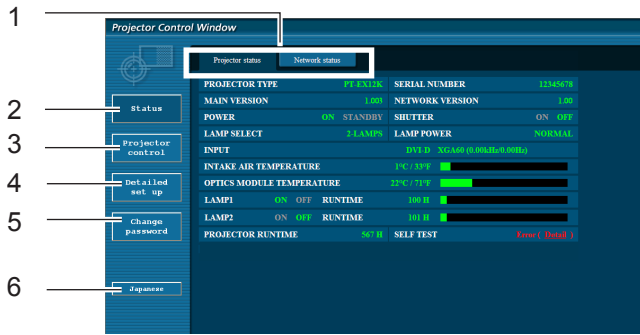 1
Projector Control Window
Projector status Network status
PROJECTOR TYPE PT-EX12K SERIAL NUMBER 12345678
MAIN VERSION 1.003 NETWORK VERSION 1.00
2 Status
POWER ON STANDBY SHUTTER ON OFF
LAMP SELECT 2-LAMPS LAMP POWER NORMAL
3 Projector control
INPUT DVI-D XGA60 (0.00kHz/0.00Hz)
INTAKE AIR TEMPERATURE 1°C / 33°F
4 Detailed set up
OPTICS MODULE TEMPERATURE 22°C / 71°F
LAMP1 ON OFF RUNTIME 100 H
5 Change password
LAMP2 ON OFF RUNTIME 101 H
PROJECTOR RUNTIME 567 H SELF TEST Error ( Detail )
6 Japanese